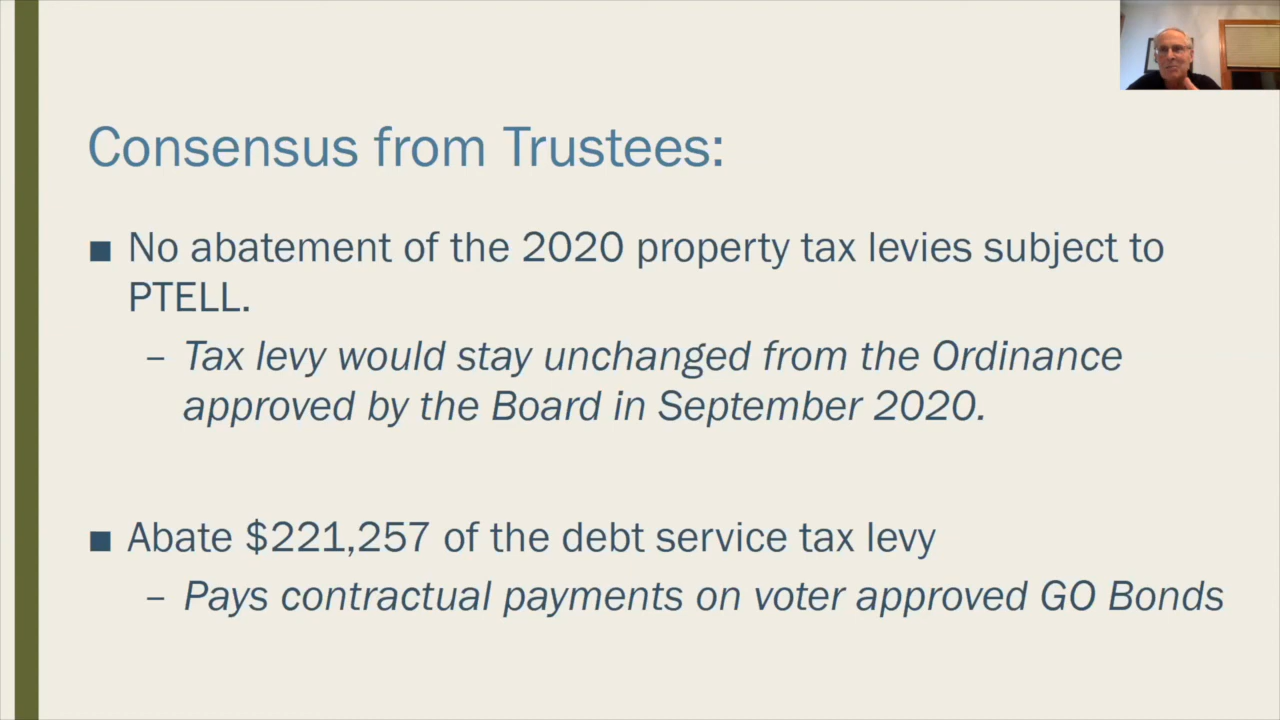 Consensus from Trustees:
■ No abatement of the 2020 property tax levies subject to
PTELL.
– Tax levy would stay unchanged from the Ordinance
approved by the Board in September 2020.
■ Abate $221,257 of the debt service tax levy
– Pays contractual payments on voter approved GO Bonds